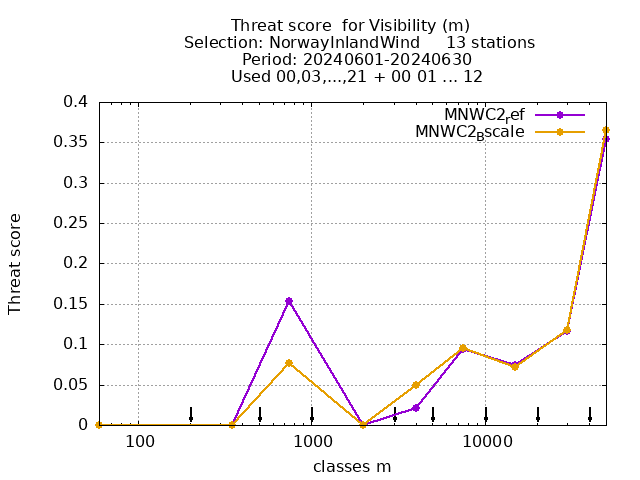 Threat score  for Visibility (m)
Selection: NorwayInlandWind     13 stations
Period: 20240601-20240630
Used 00,03,...,21 + 00 01 ... 12
MNWC2ref
MNWC2Bscale
0.4
0.35
0.3
0.25
0.2
0.15
0.1
0.05
0
Threat score
100
1000
10000
classes m